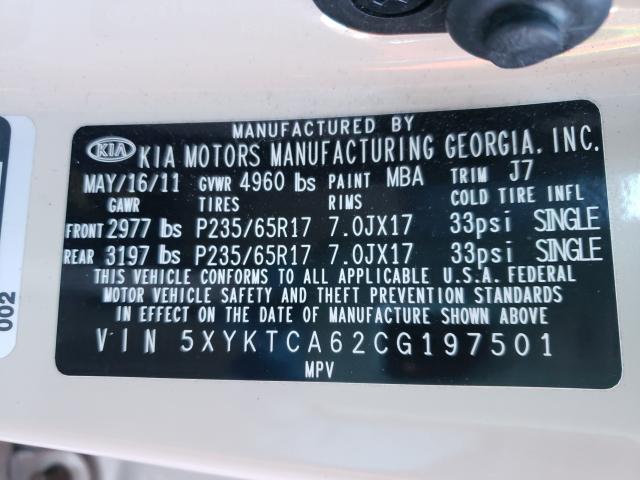 MANUFACTURED BY
KIA KIA MOTORS MANUFACTURING GEORGIA, INC.
MAY/16/11 GVWR 4960 lbs PAINT MBA TRIM J7
GAWR TIRES RIMS COLD TIRE INFL
FRONT 2977 lbs P235/65R17 7.0JX17 33psi SINGLE
REAR 3197 lbs P235/65R17 7.0JX17 33psi SINGLE
THIS VEHICLE CONFORMS TO ALL APPLICABLE U.S.A. FEDERAL
MOTOR VEHICLE SAFETY AND THEFT PREVENTION STANDARDS
IN EFFECT ON THE DATE OF MANUFACTURE SHOWN ABOVE
VIN 5XYKTCA62CG197501
MPV
002